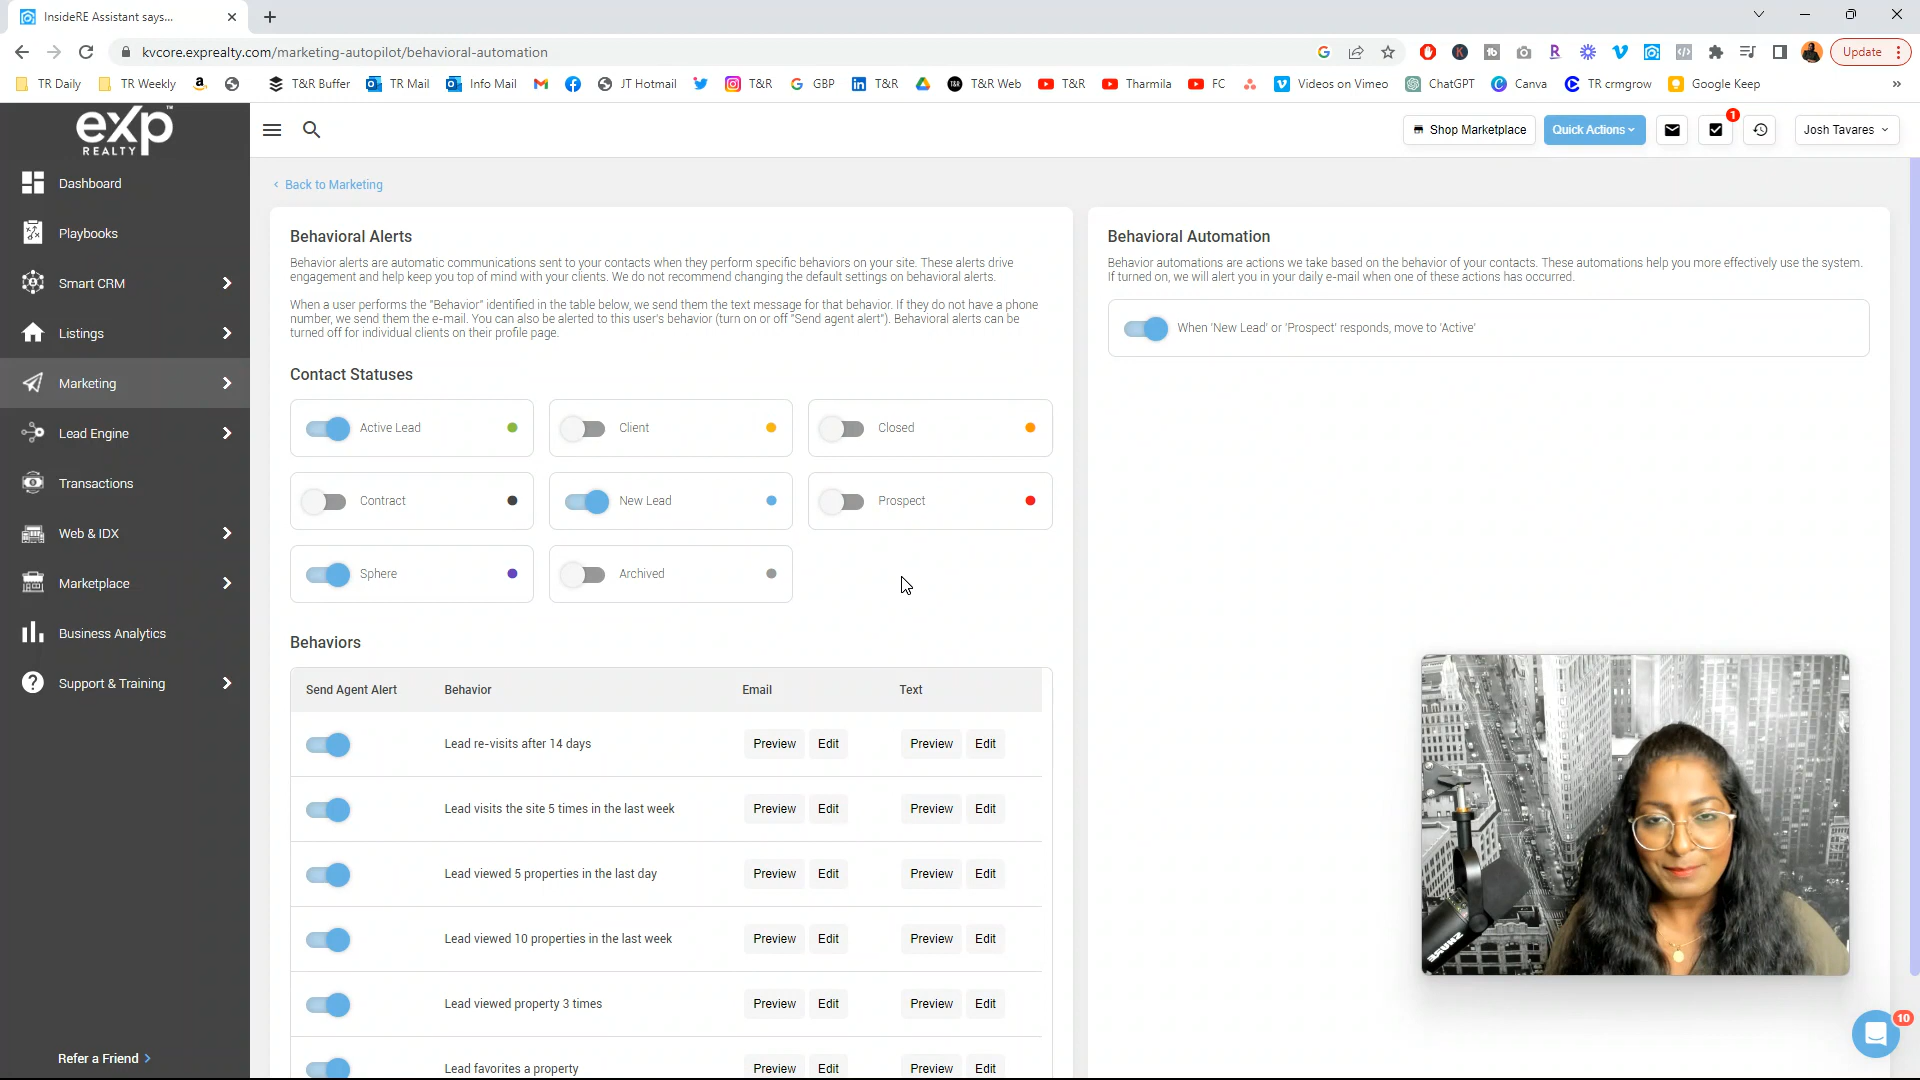 InsideRE Assistant says...
kvcore.exprealty.com/marketing-autopilot/behavioral-automation
Update
TR Daily
TR Weekly
T&R Buffer
TR Mail
Info Mail
JT Hotmail
T&R
GBP
T&R
T&R Web
T&R
Tharmila
FC
Videos on Vimeo
ChatGPT
Canva
TR crmgrow
Google Keep
exp™
REALTY
Shop Marketplace
Quick Actions
1
Josh Tavares
Dashboard
Playbooks
Smart CRM
Listings
Marketing
Lead Engine
Transactions
Web & IDX
Marketplace
Business Analytics
Support & Training
Refer a Friend
Back to Marketing
Behavioral Alerts
Behavior alerts are automatic communications sent to your contacts when they perform specific behaviors on your site. These alerts drive
engagement and help keep you top of mind with your clients. We do not recommend changing the default settings on behavioral alerts.
When a user performs the "Behavior" identified in the table below, we send them the text message for that behavior. If they do not have a phone
number, we send them the e-mail. You can also be alerted to this user's behavior (turn on or off "Send agent alert"). Behavioral alerts can be
turned off for individual clients on their profile page.
Contact Statuses
Active Lead
Client
Closed
Contract
New Lead
Prospect
Sphere
Archived
Behaviors
Send Agent Alert Behavior Email Text
Lead re-visits after 14 days Preview Edit Preview Edit
Lead visits the site 5 times in the last week Preview Edit Preview Edit
Lead viewed 5 properties in the last day Preview Edit Preview Edit
Lead viewed 10 properties in the last week Preview Edit Preview Edit
Lead viewed property 3 times Preview Edit Preview Edit
Lead favorites a property Preview Edit Preview Edit
Behavioral Automation
Behavior automations are actions we take based on the behavior of your contacts. These automations help you more effectively use the system.
If turned on, we will alert you in your daily e-mail when one of these actions has occurred.
When 'New Lead' or 'Prospect' responds, move to 'Active'
SHURE
10